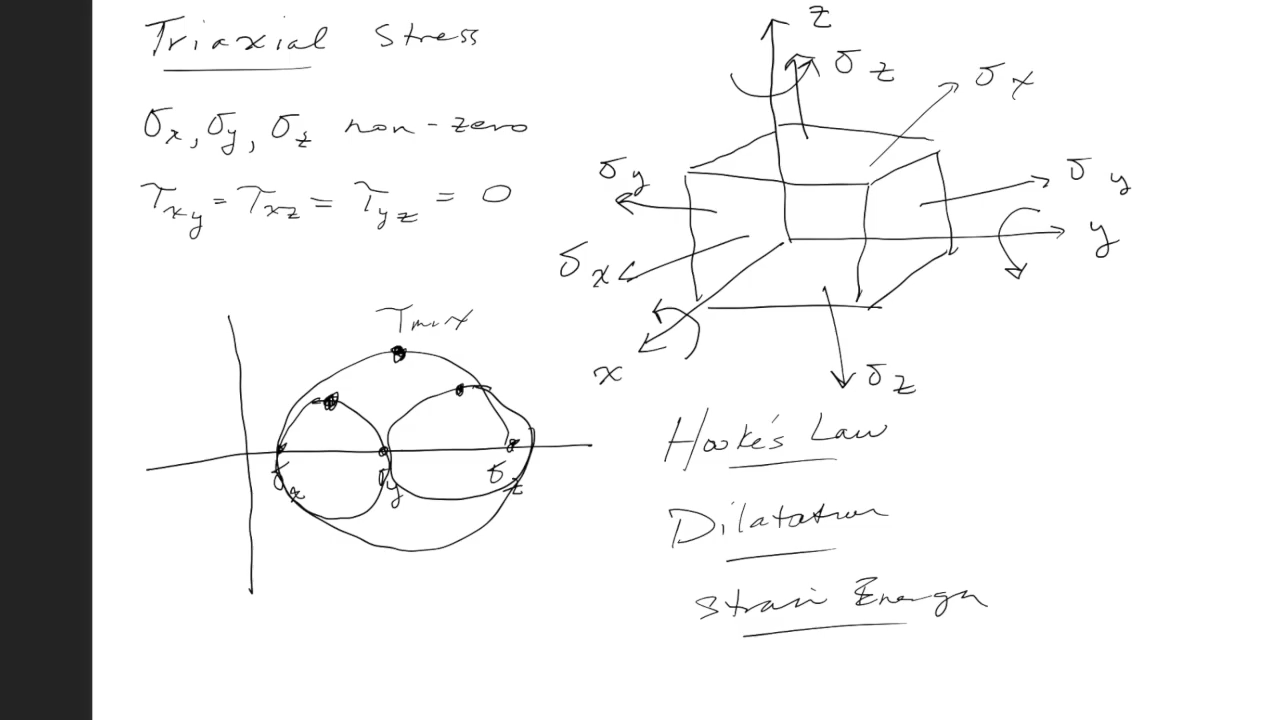 Triaxial Stress
σx, σy, σz non-zero
τxy = τxz = τyz = 0
z
σz
σx
σy
σy
y
σx
x
σz
τmax
σx
σy
σz
Hooke's Law
Dilatation
Strain Energy